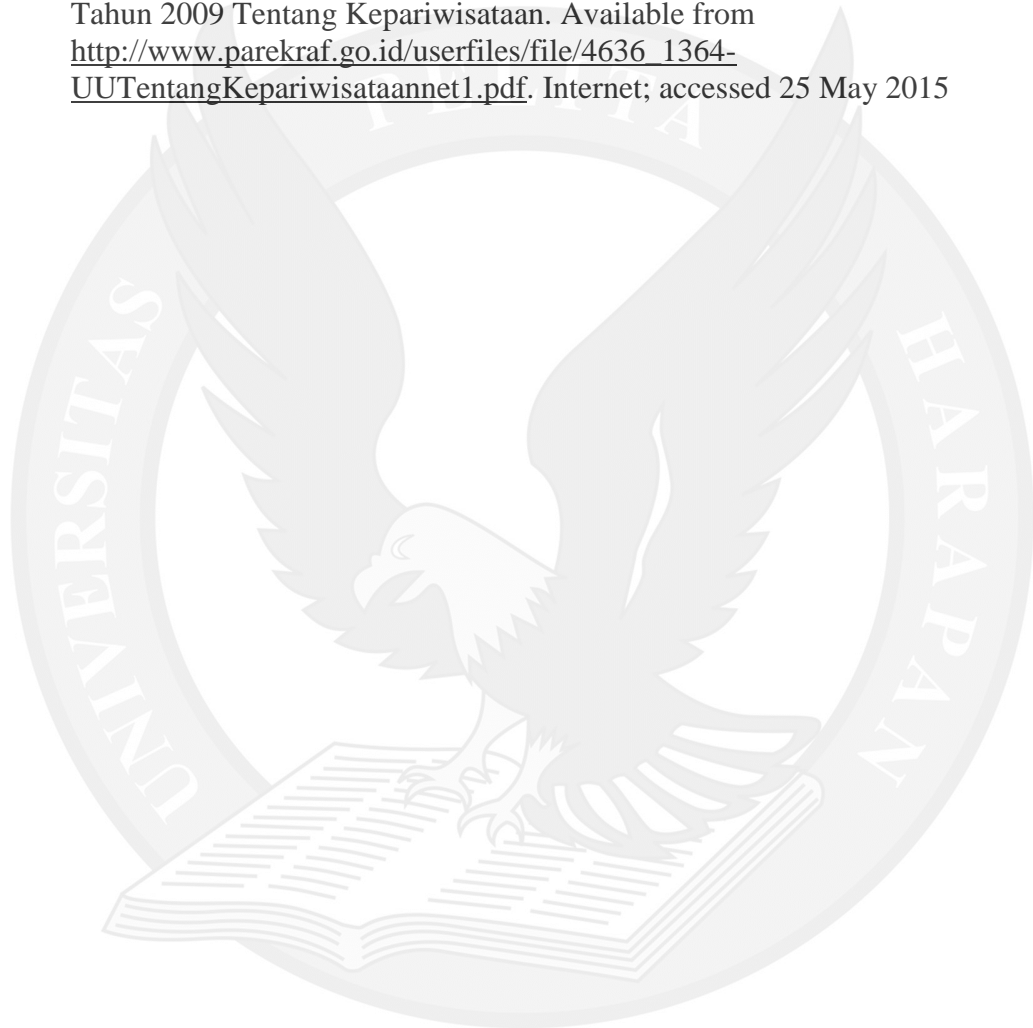 Tahun 2009 Tentang Kepariwisataan. Available from
http://www.parekraf.go.id/userfiles/file/4636_1364-
UUTentangKepariwisataannet1.pdf. Internet; accessed 25 May 2015
UNIVERSITAS PELITA HARAPAN